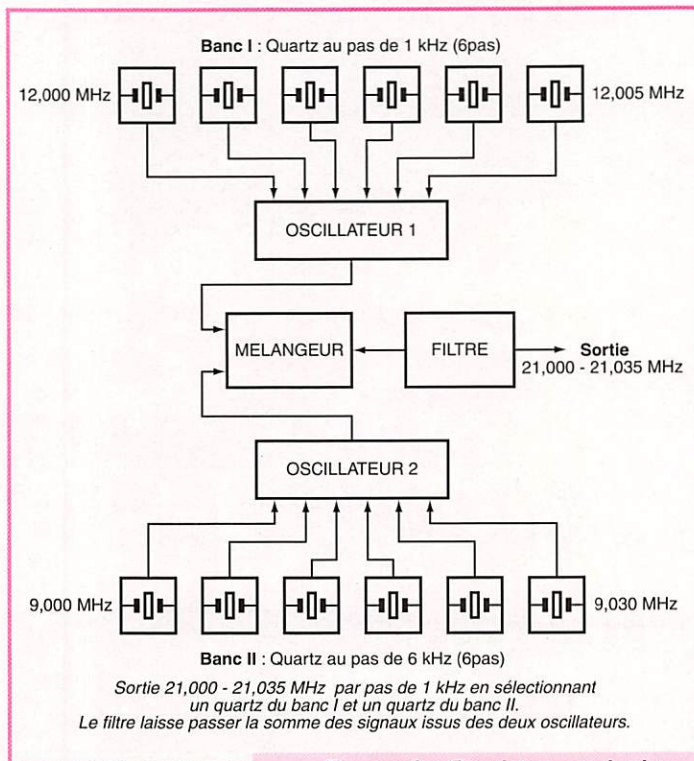 Banc I : Quartz au pas de 1 kHz (6pas)
12,000 MHz
12,005 MHz
OSCILLATEUR 1
MELANGEUR
FILTRE
Sortie
21,000 - 21,035 MHz
OSCILLATEUR 2
9,000 MHz
9,030 MHz
Banc II : Quartz au pas de 6 kHz (6pas)
Sortie 21,000 - 21,035 MHz par pas de 1 kHz en sélectionnant
un quartz du banc I et un quartz du banc II.
Le filtre laisse passer la somme des signaux issus des deux oscillateurs.